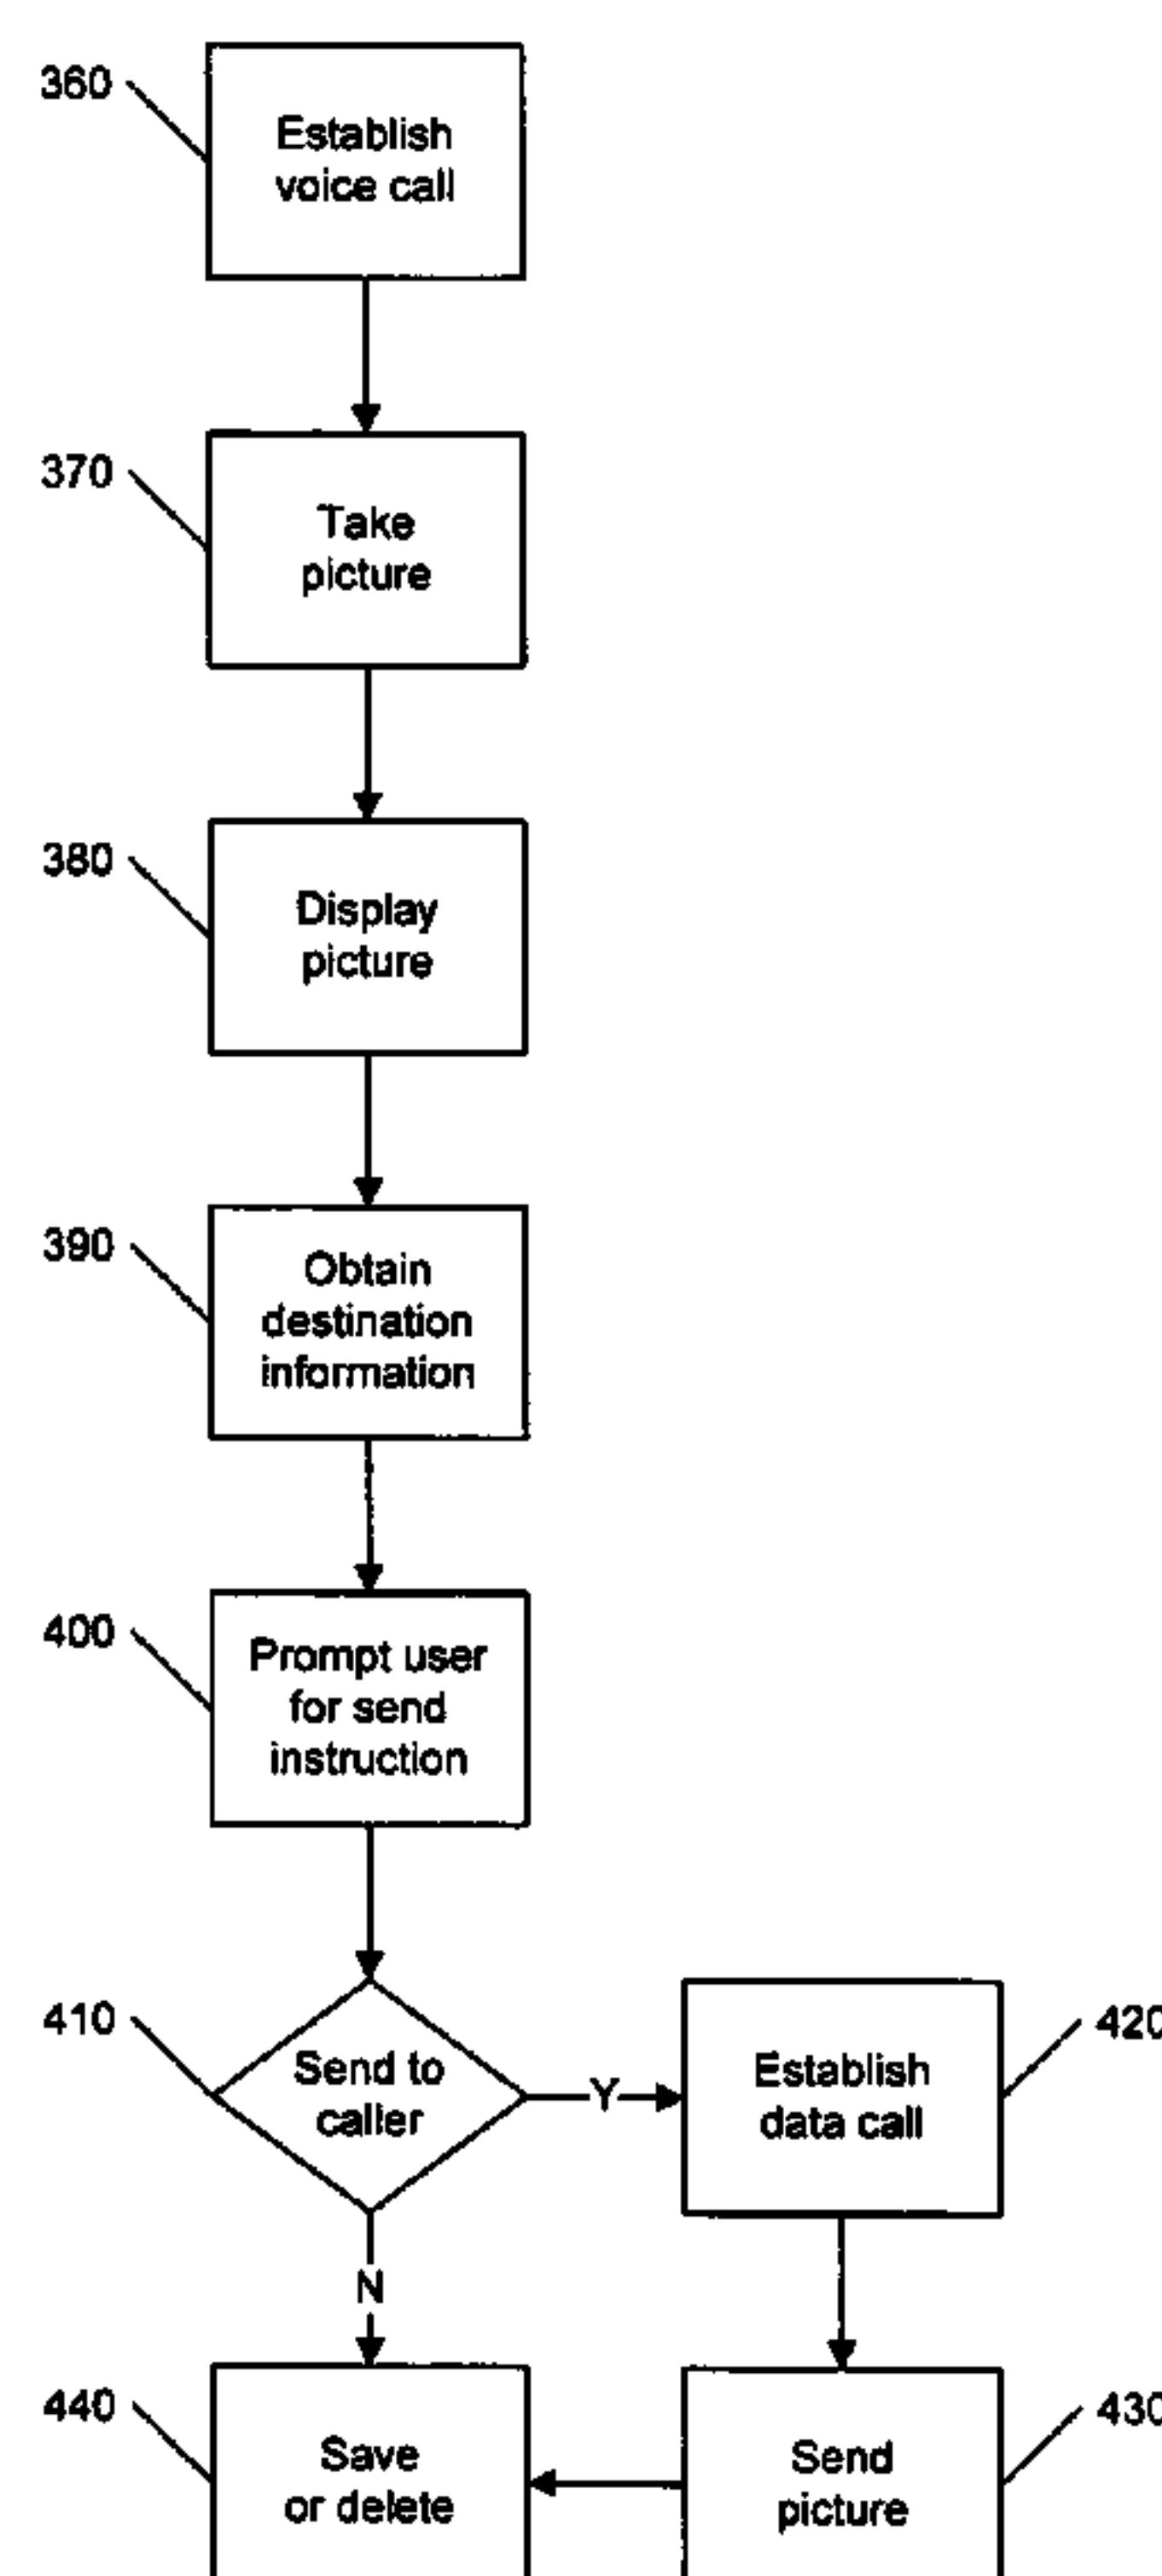 360
Establish
voice call
370
Take
picture
380
Display
picture
390
Obtain
destination
information
400
Prompt user
for send
instruction
410
Send to
caller
Y
420
Establish
data call
N
440
Save
or delete
430
Send
picture